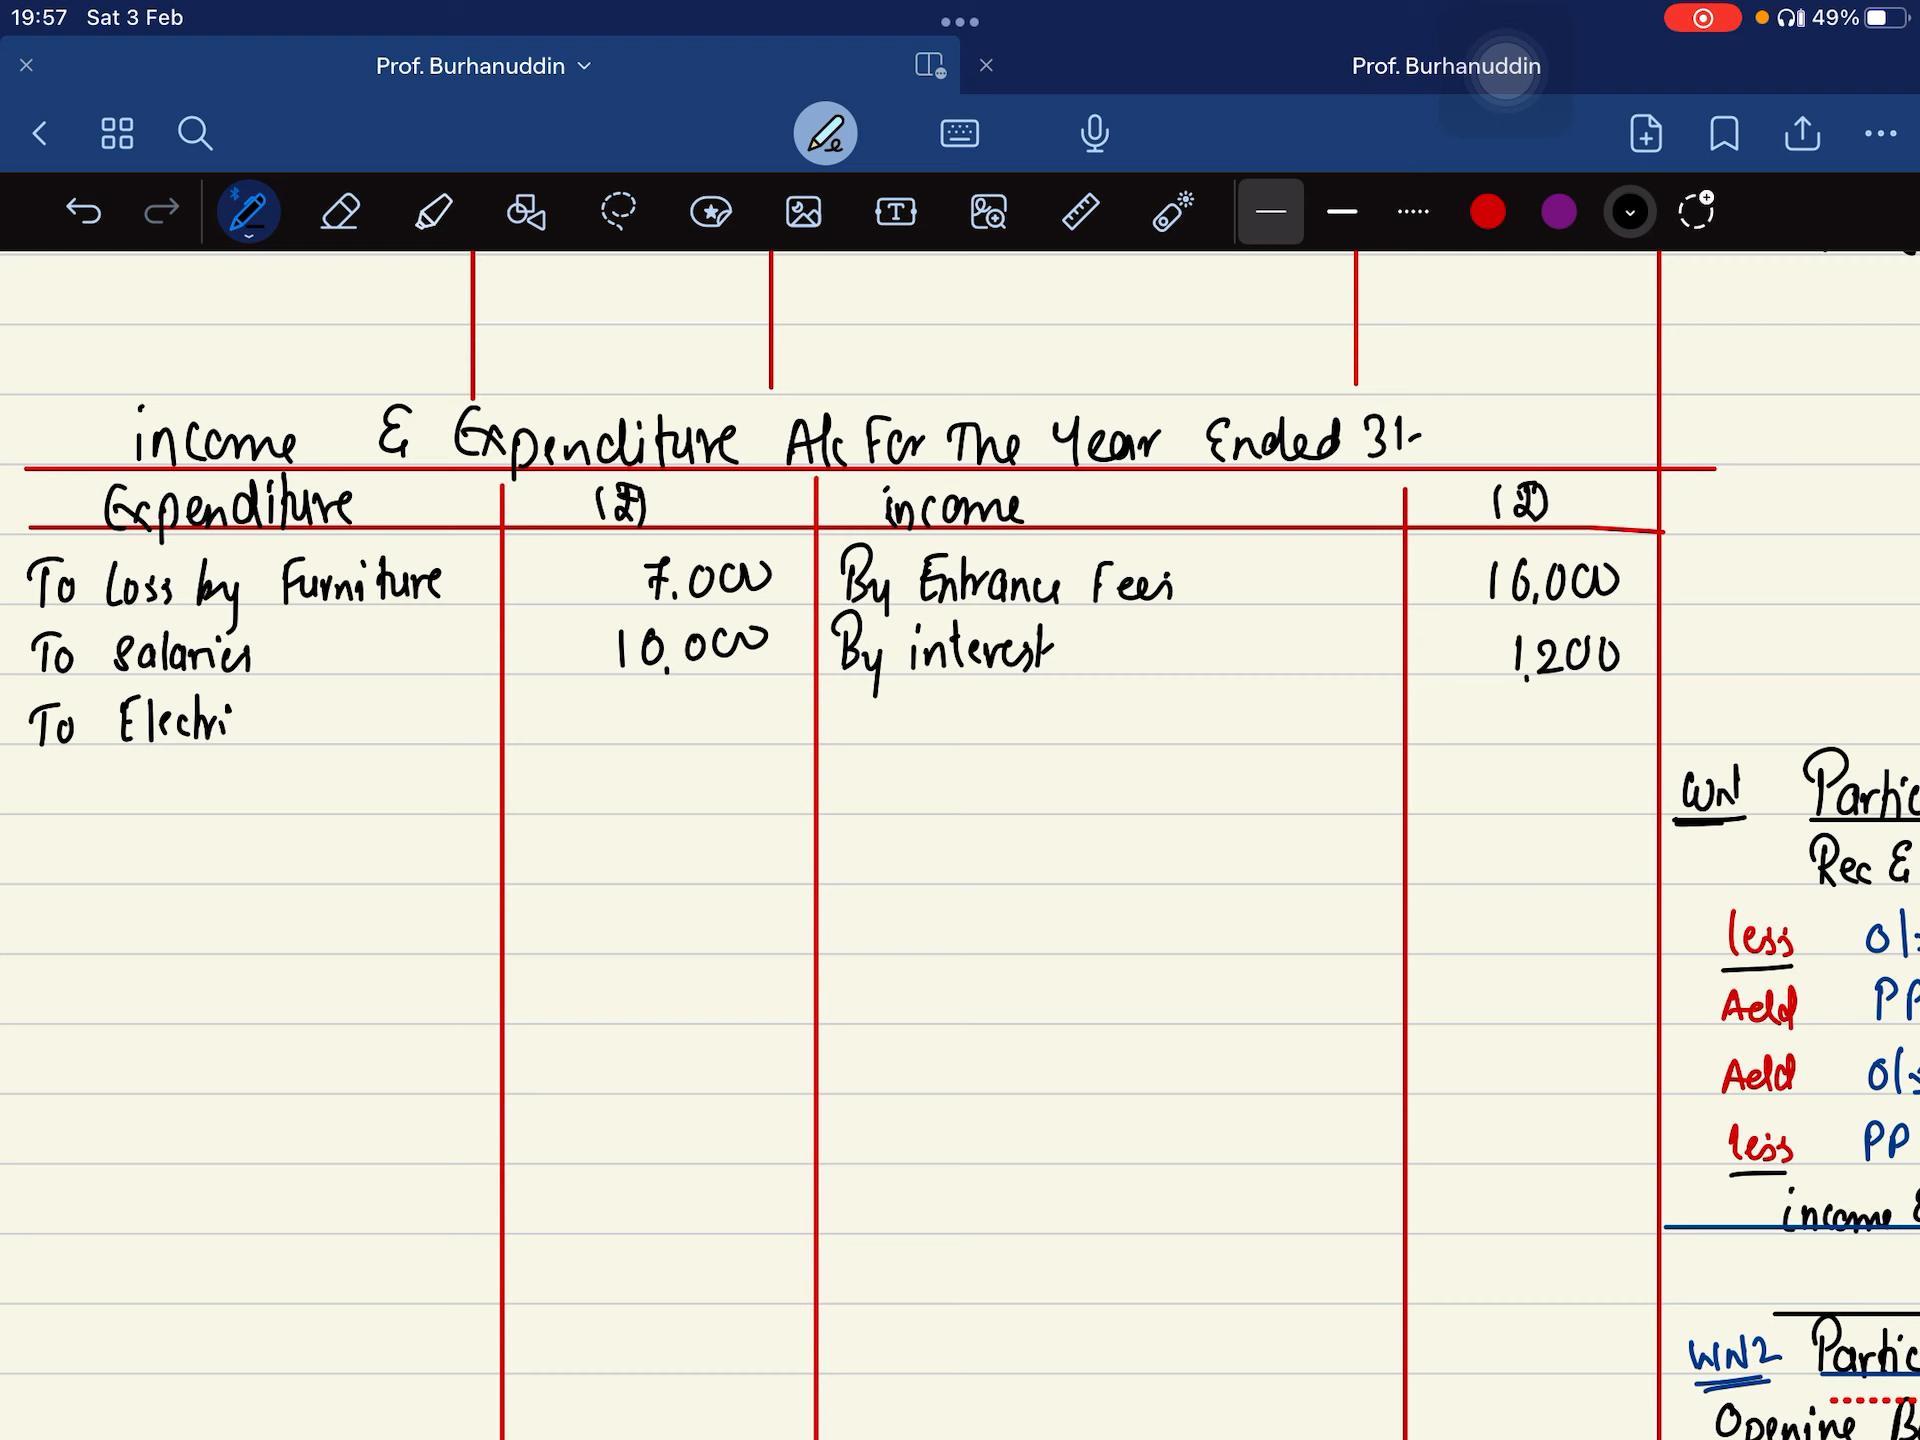 19:57 Sat 3 Feb 49%
Prof. Burhanuddin Prof. Burhanuddin
income & Expenditure A/c For The Year Ended 31-
Expenditure (₹) income (₹)
To Loss by Furniture 7,000 By Entrance Fees 16,000
To Salaries 10,000 By interest 1,200
To Electri
WN1 Partic
Rec &
less O/s
Add PP
Add O/s
less PP
income &
WN2 Partic
Opening B